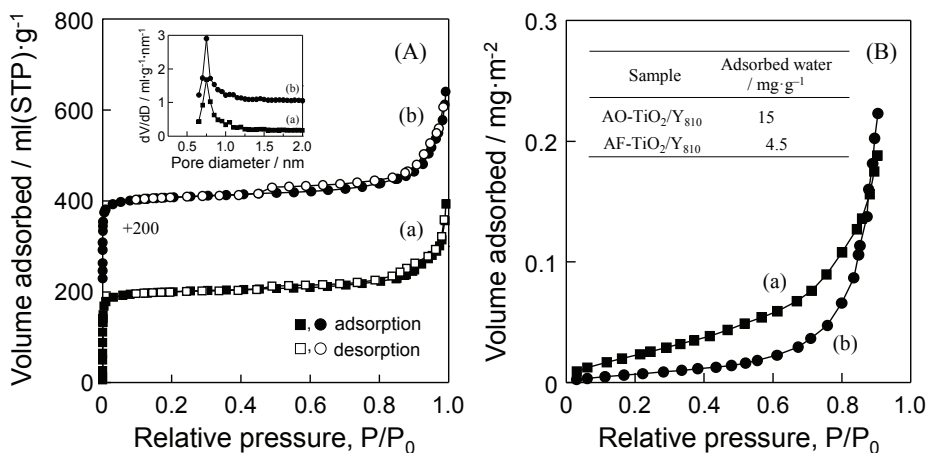 800
600
400
200
0
Volume adsorbed / ml(STP)·g⁻¹
0
0.2
0.4
0.6
0.8
1.0
Relative pressure, P/P₀
(A)
(b)
+200
(a)
■, ● adsorption
□, ○ desorption
3
2
1
0
dV/dD / ml·g⁻¹·nm⁻¹
0
0.5
1.0
1.5
2.0
Pore diameter / nm
(b)
(a)
0.3
0.2
0.1
0
Volume adsorbed / mg·m⁻²
0
0.2
0.4
0.6
0.8
1.0
Relative pressure, P/P₀
(B)
Sample Adsorbed water / mg·g⁻¹
AO-TiO₂/Y₈₁₀ 15
AF-TiO₂/Y₈₁₀ 4.5
(a)
(b)